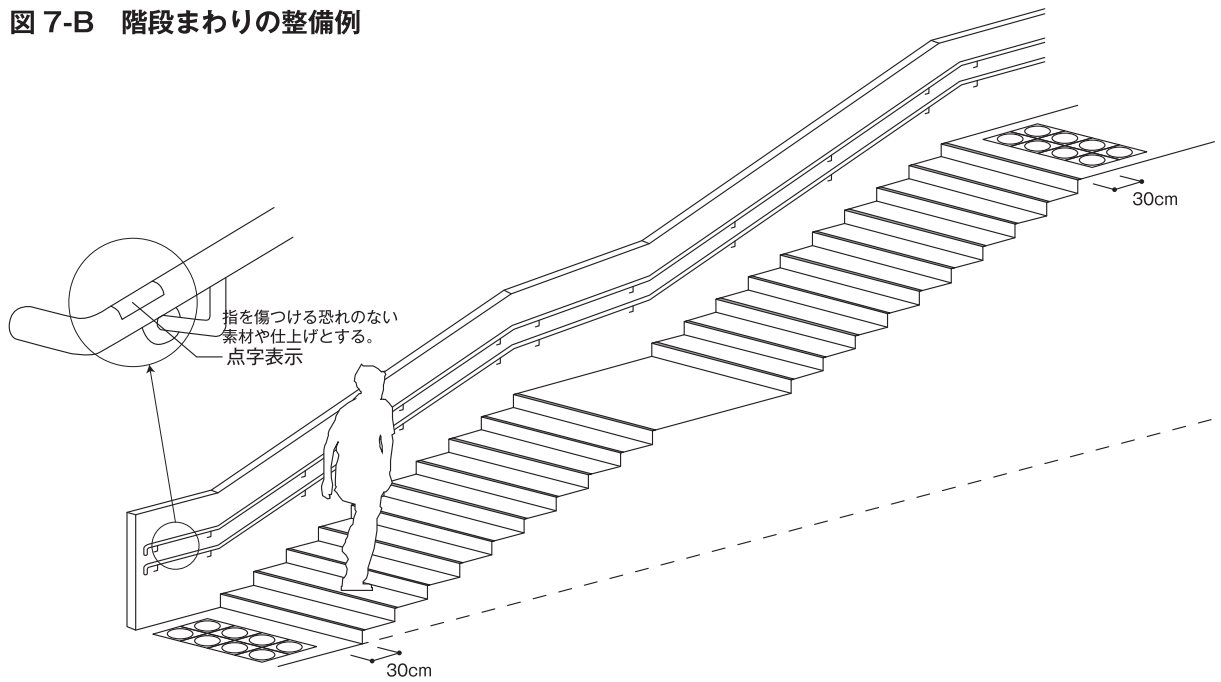 図 7-B 階段まわりの整備例
30cm
指を傷つける恐れのない
素材や仕上げとする。
点字表示
30cm